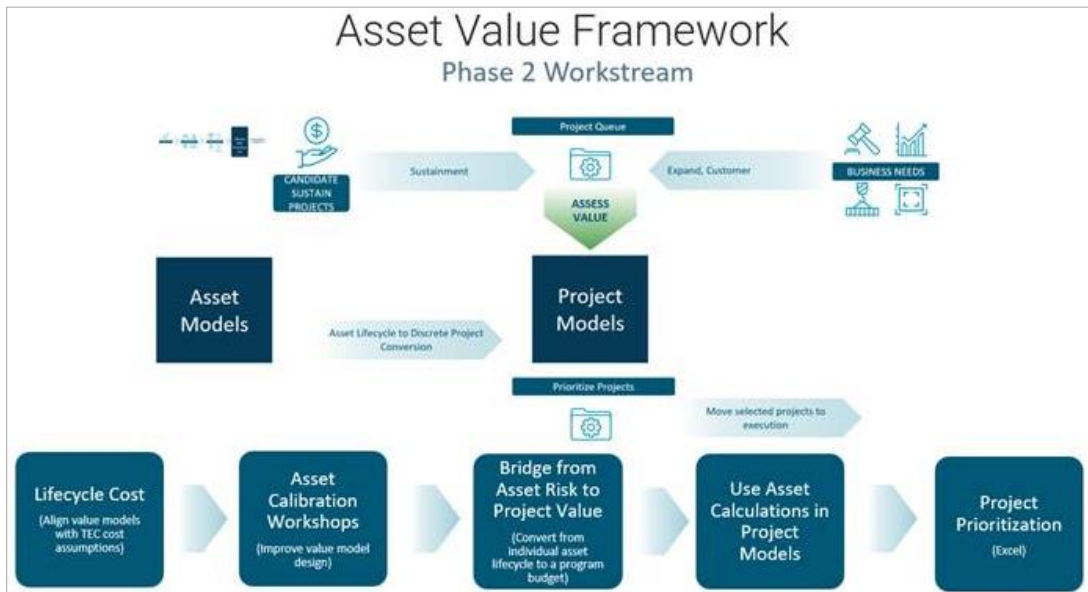 Asset Value Framework
Phase 2 Workstream
Project Queue
CANDIDATE
SUSTAIN
PROJECTS
Sustainment
Expand, Customer
BUSINESS NEEDS
ASSESS
VALUE
Asset
Models
Project
Models
Asset Lifecycle to Discrete Project
Conversion
Prioritize Projects
Move selected projects to
execution
Lifecycle Cost
(Align value models
with TEC cost
assumptions)
Asset
Calibration
Workshops
(Improve value model
design)
Bridge from
Asset Risk to
Project Value
(Convert from
individual asset
lifecycle to a program
budget)
Use Asset
Calculations in
Project
Models
Project
Prioritization
(Excel)